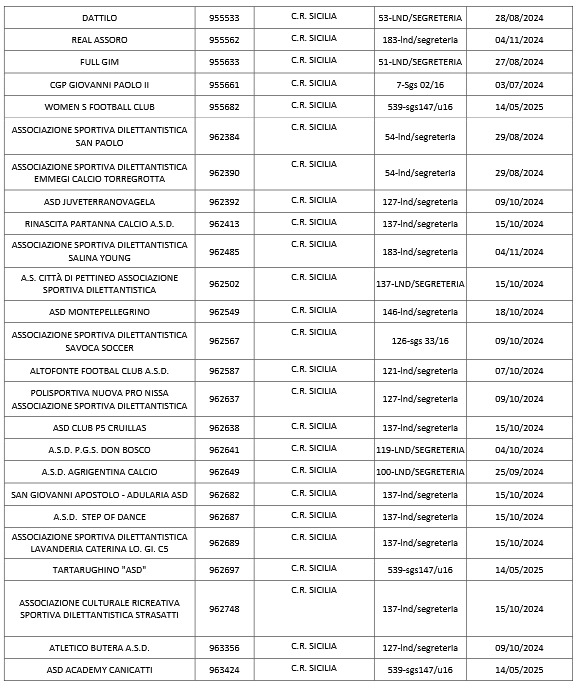 DATTILO 955533 C.R. SICILIA 53-LND/SEGRETERIA 28/08/2024
REAL ASSORO 955562 C.R. SICILIA 183-lnd/segreteria 04/11/2024
FULL GIM 955633 C.R. SICILIA 51-LND/SEGRETERIA 27/08/2024
CGP GIOVANNI PAOLO II 955661 C.R. SICILIA 7-Sgs 02/16 03/07/2024
WOMEN S FOOTBALL CLUB 955682 C.R. SICILIA 539-sgs147/u16 14/05/2025
ASSOCIAZIONE SPORTIVA DILETTANTISTICA
SAN PAOLO 962384 C.R. SICILIA 54-lnd/segreteria 29/08/2024
ASSOCIAZIONE SPORTIVA DILETTANTISTICA
EMMEGI CALCIO TORREGROTTA 962390 C.R. SICILIA 54-lnd/segreteria 29/08/2024
ASD JUVETERRANOVAGELA 962392 C.R. SICILIA 127-lnd/segreteria 09/10/2024
RINASCITA PARTANNA CALCIO A.S.D. 962413 C.R. SICILIA 137-lnd/segreteria 15/10/2024
ASSOCIAZIONE SPORTIVA DILETTANTISTICA
SALINA YOUNG 962485 C.R. SICILIA 183-lnd/segreteria 04/11/2024
A.S. CITTÀ DI PETTINEO ASSOCIAZIONE
SPORTIVA DILETTANTISTICA 962502 C.R. SICILIA 137-LND/SEGRETERIA 15/10/2024
ASD MONTEPELLEGRINO 962549 C.R. SICILIA 146-lnd/segreteria 18/10/2024
ASSOCIAZIONE SPORTIVA DILETTANTISTICA
SAVOCA SOCCER 962567 C.R. SICILIA 126-sgs 33/16 09/10/2024
ALTOFONTE FOOTBAL CLUB A.S.D. 962587 C.R. SICILIA 121-lnd/segreteria 07/10/2024
POLISPORTIVA NUOVA PRO NISSA
ASSOCIAZIONE SPORTIVA DILETTANTISTICA 962637 C.R. SICILIA 127-lnd/segreteria 09/10/2024
ASD CLUB P5 CRUILLAS 962638 C.R. SICILIA 137-lnd/segreteria 15/10/2024
A.S.D. P.G.S. DON BOSCO 962641 C.R. SICILIA 119-LND/SEGRETERIA 04/10/2024
A.S.D. AGRIGENTINA CALCIO 962649 C.R. SICILIA 100-LND/SEGRETERIA 25/09/2024
SAN GIOVANNI APOSTOLO - ADULARIA ASD 962682 C.R. SICILIA 137-lnd/segreteria 15/10/2024
A.S.D. STEP OF DANCE 962687 C.R. SICILIA 137-lnd/segreteria 15/10/2024
ASSOCIAZIONE SPORTIVA DILETTANTISTICA
LAVANDERIA CATERINA LO. GI. C5 962689 C.R. SICILIA 137-lnd/segreteria 15/10/2024
TARTARUGHINO "ASD" 962697 C.R. SICILIA 539-sgs147/u16 14/05/2025
ASSOCIAZIONE CULTURALE RICREATIVA
SPORTIVA DILETTANTISTICA STRASATTI 962748 C.R. SICILIA 137-lnd/segreteria 15/10/2024
ATLETICO BUTERA A.S.D. 963356 C.R. SICILIA 127-lnd/segreteria 09/10/2024
ASD ACADEMY CANICATTI 963424 C.R. SICILIA 539-sgs147/u16 14/05/2025